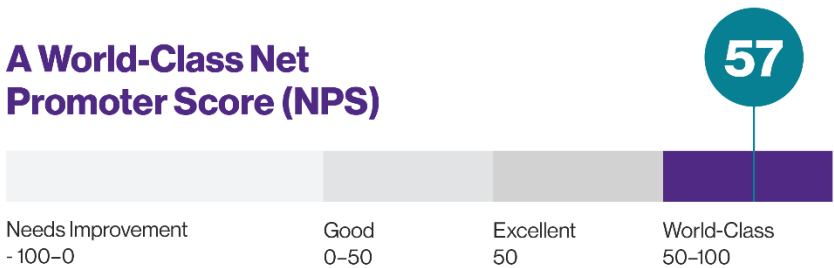 A World-Class Net
Promoter Score (NPS)
57
Needs Improvement
- 100–0
Good
0–50
Excellent
50
World-Class
50–100